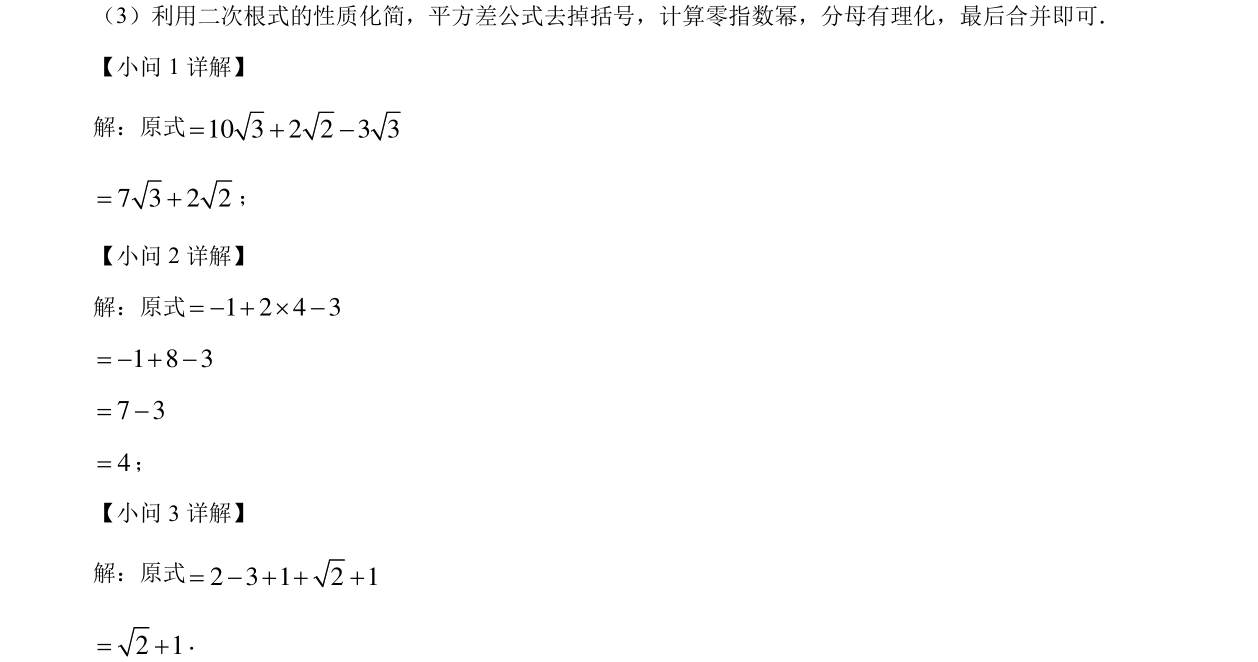 （3）利用二次根式的性质化简，平方差公式去掉括号，计算零指数幂，分母有理化，最后合并即可．
【小问 1 详解】
解：原式=10√3+2√2−3√3
=7√3+2√2；
【小问 2 详解】
解：原式=−1+2×4−3
=−1+8−3
=7−3
=4；
【小问 3 详解】
解：原式=2−3+1+√2+1
=√2+1．